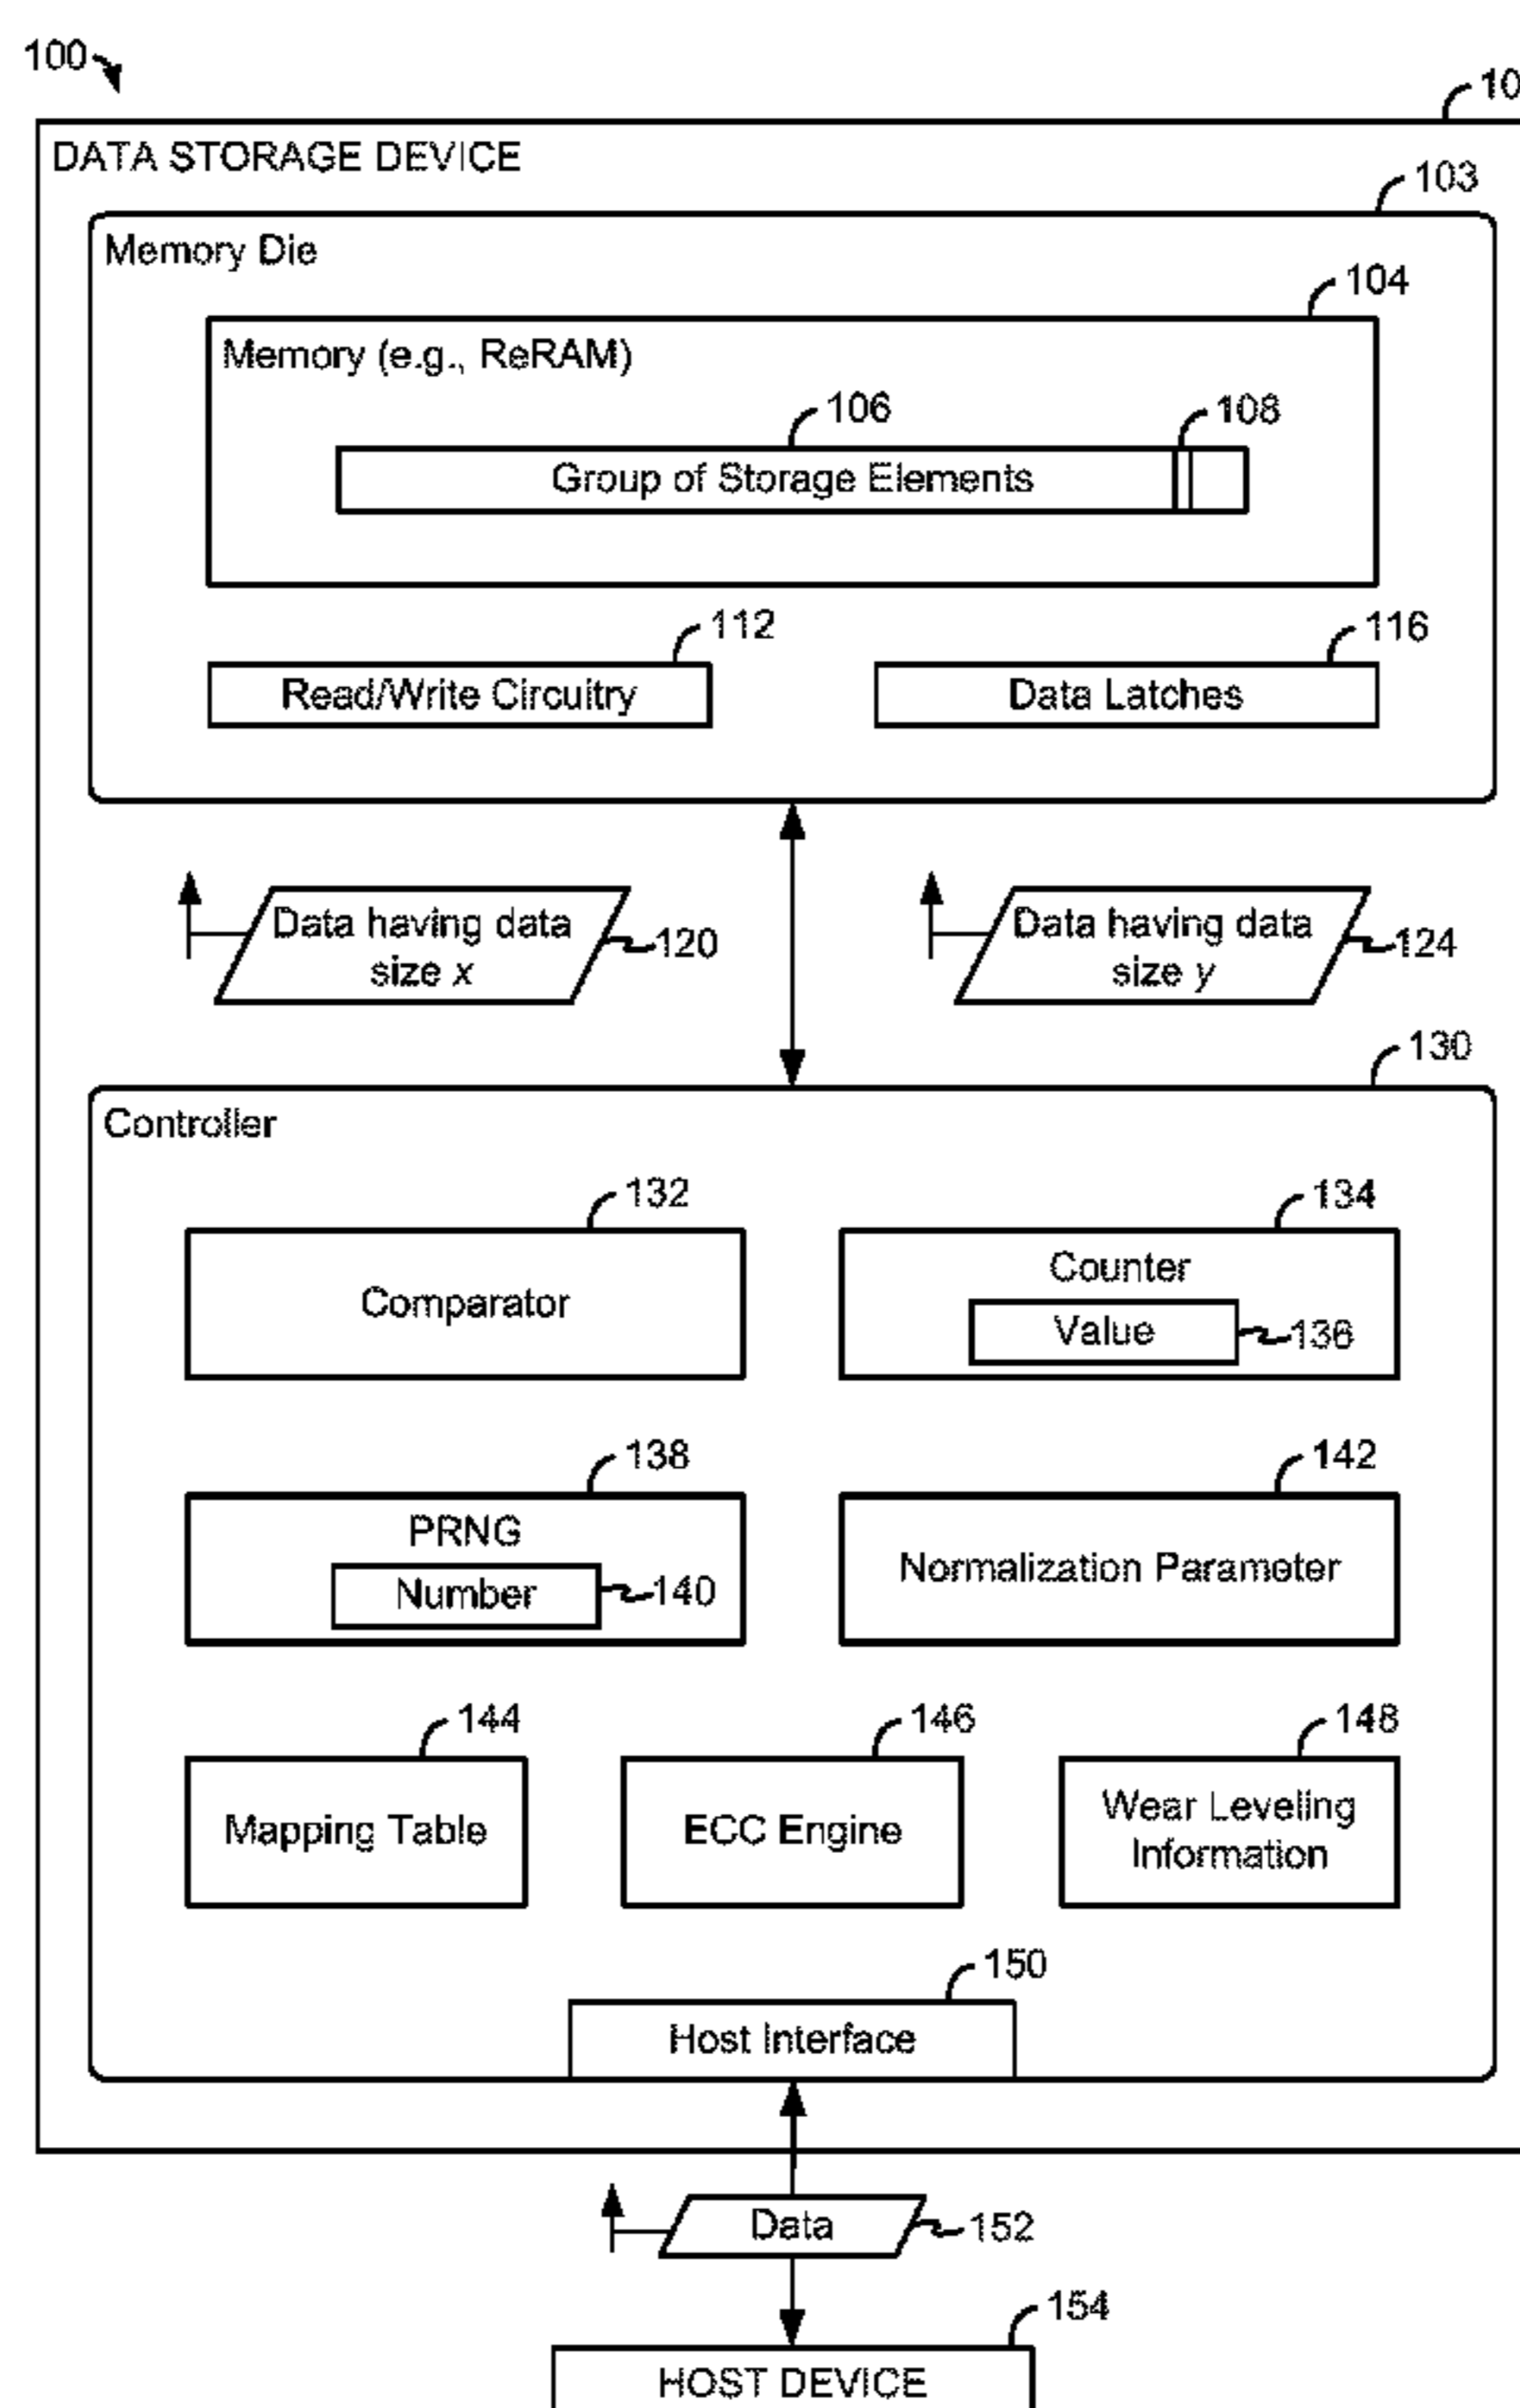 100
10
DATA STORAGE DEVICE
103
Memory Die
104
Memory (e.g., ReRAM)
106
108
Group of Storage Elements
112
116
Read/Write Circuitry
Data Latches
Data having data
size x
120
Data having data
size y
124
130
Controller
132
134
Comparator
Counter
Value
136
138
142
PRNG
Number
140
Normalization Parameter
144
146
148
Mapping Table
ECC Engine
Wear Leveling
Information
150
Host Interface
Data
152
154
HOST DEVICE